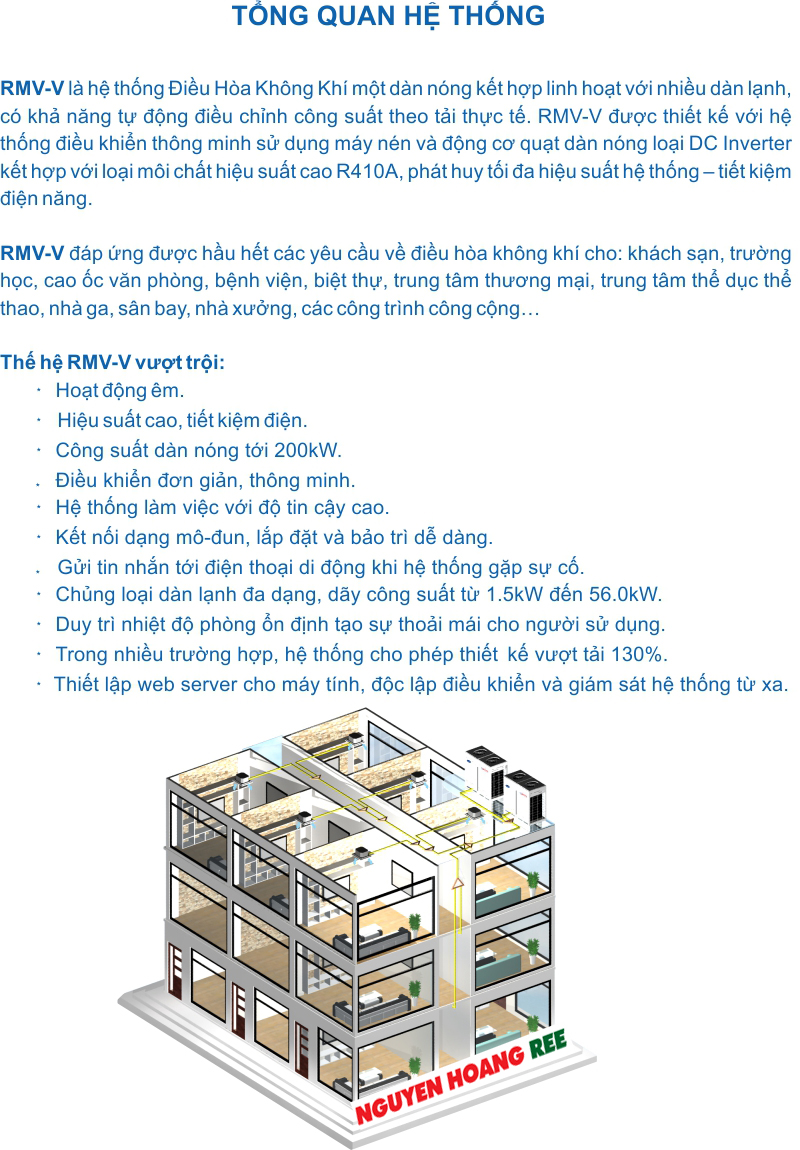 TỔNG QUAN HỆ THỐNG
RMV-V là hệ thống Điều Hòa Không Khí một dàn nóng kết hợp linh hoạt với nhiều dàn lạnh,
có khả năng tự động điều chỉnh công suất theo tải thực tế. RMV-V được thiết kế với hệ
thống điều khiển thông minh sử dụng máy nén và động cơ quạt dàn nóng loại DC Inverter
kết hợp với loại môi chất hiệu suất cao R410A, phát huy tối đa hiệu suất hệ thống – tiết kiệm
điện năng.
RMV-V đáp ứng được hầu hết các yêu cầu về điều hòa không khí cho: khách sạn, trường
học, cao ốc văn phòng, bệnh viện, biệt thự, trung tâm thương mại, trung tâm thể dục thể
thao, nhà ga, sân bay, nhà xưởng, các công trình công cộng…
Thế hệ RMV-V vượt trội:
· Hoạt động êm.
· Hiệu suất cao, tiết kiệm điện.
· Công suất dàn nóng tới 200kW.
· Điều khiển đơn giản, thông minh.
· Hệ thống làm việc với độ tin cậy cao.
· Kết nối dạng mô-đun, lắp đặt và bảo trì dễ dàng.
· Gửi tin nhắn tới điện thoại di động khi hệ thống gặp sự cố.
· Chủng loại dàn lạnh đa dạng, dãy công suất từ 1.5kW đến 56.0kW.
· Duy trì nhiệt độ phòng ổn định tạo sự thoải mái cho người sử dụng.
· Trong nhiều trường hợp, hệ thống cho phép thiết kế vượt tải 130%.
· Thiết lập web server cho máy tính, độc lập điều khiển và giám sát hệ thống từ xa.
NGUYEN HOANG REE